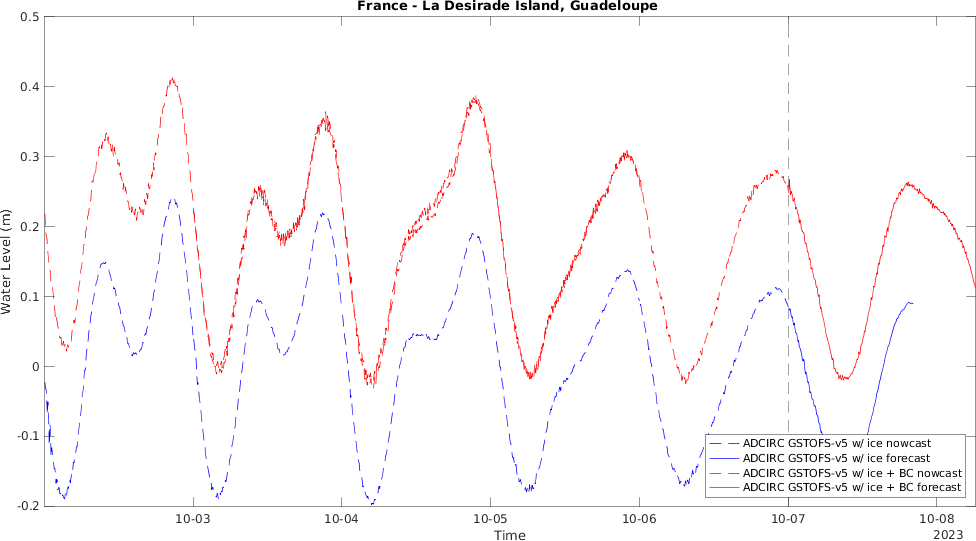 France - La Desirade Island, Guadeloupe
0.5
0.4
0.3
0.2
0.1
0
-0.1
-0.2
Water Level (m)
ADCIRC GSTOFS-v5 w/ ice nowcast
ADCIRC GSTOFS-v5 w/ ice forecast
ADCIRC GSTOFS-v5 w/ ice + BC nowcast
ADCIRC GSTOFS-v5 w/ ice + BC forecast
10-03 10-04 10-05 10-06 10-07 10-08
Time
2023